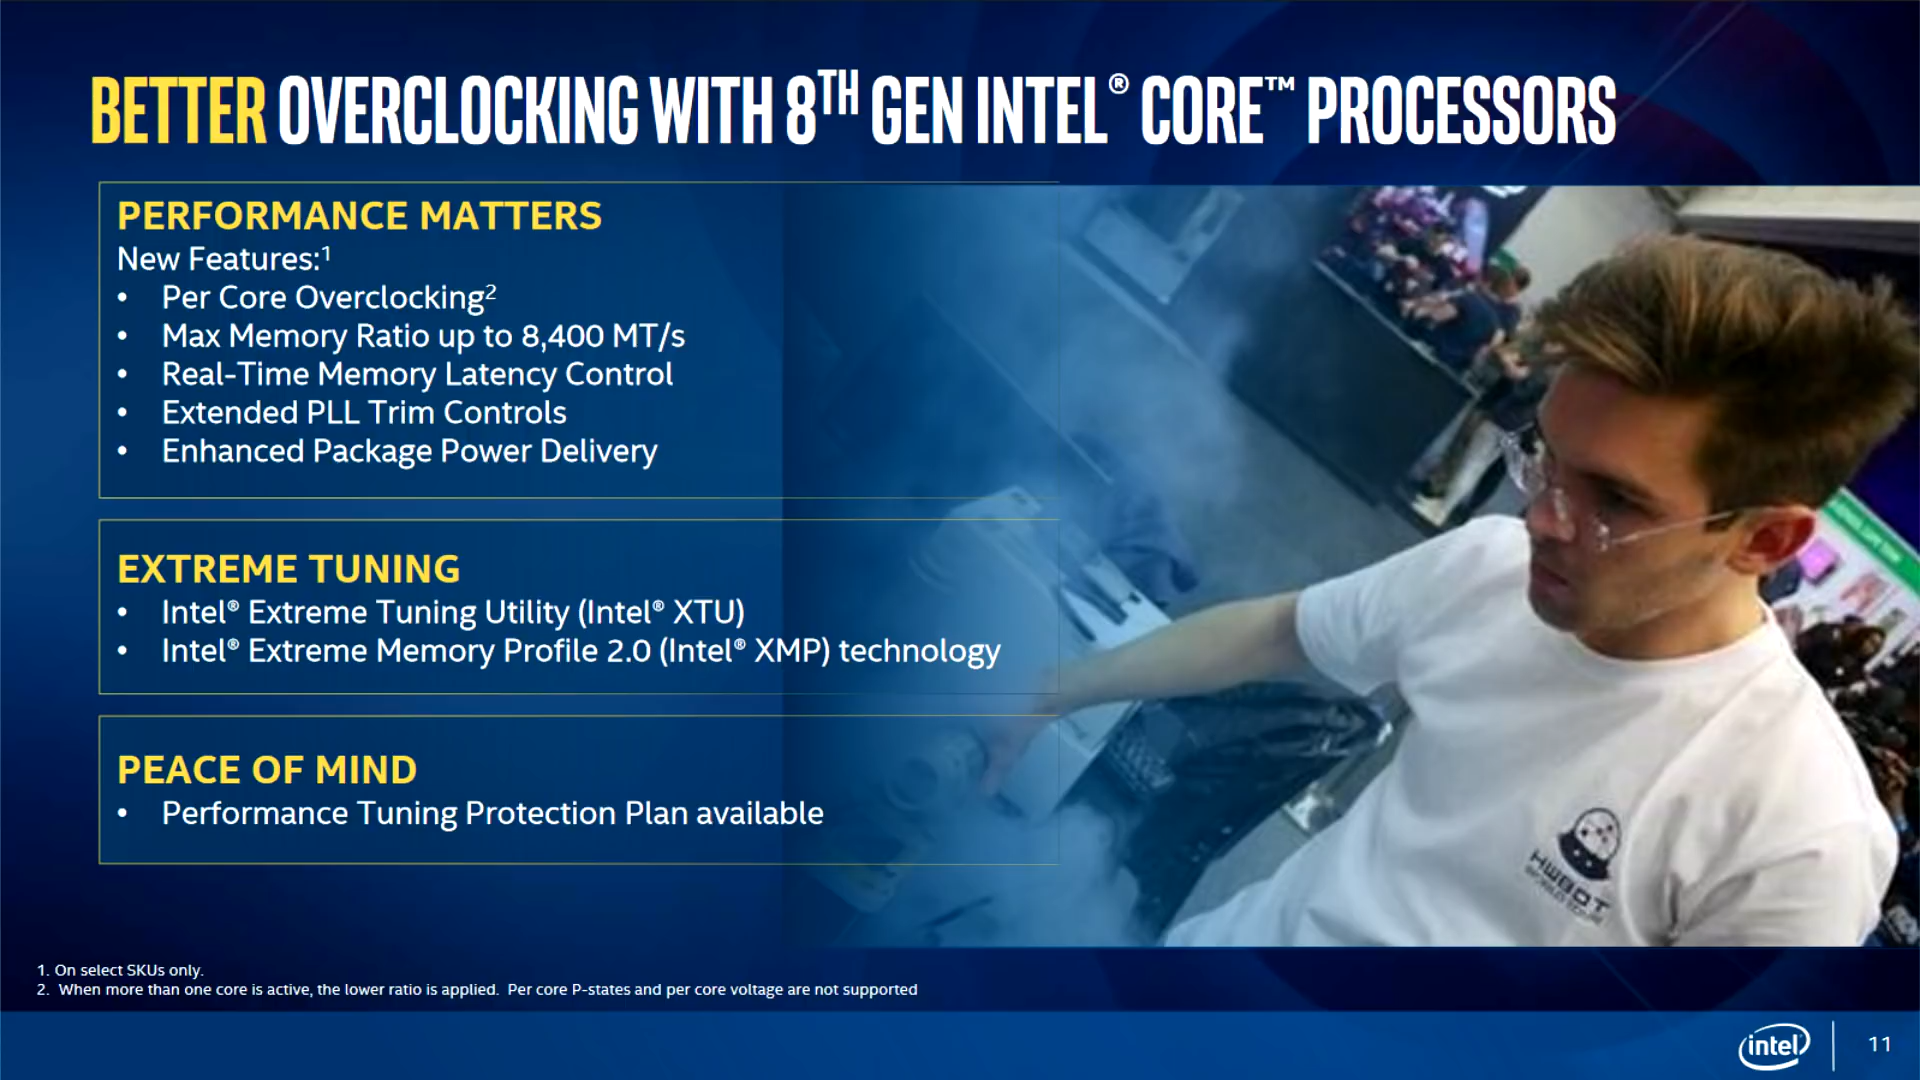 BETTER OVERCLOCKING WITH 8TH GEN INTEL® CORE™ PROCESSORS
PERFORMANCE MATTERS
New Features:¹
• Per Core Overclocking²
• Max Memory Ratio up to 8,400 MT/s
• Real-Time Memory Latency Control
• Extended PLL Trim Controls
• Enhanced Package Power Delivery
EXTREME TUNING
• Intel® Extreme Tuning Utility (Intel® XTU)
• Intel® Extreme Memory Profile 2.0 (Intel® XMP) technology
PEACE OF MIND
• Performance Tuning Protection Plan available
HWBOT
WORLD TOUR
1. On select SKUs only.
2. When more than one core is active, the lower ratio is applied. Per core P-states and per core voltage are not supported
intel
11